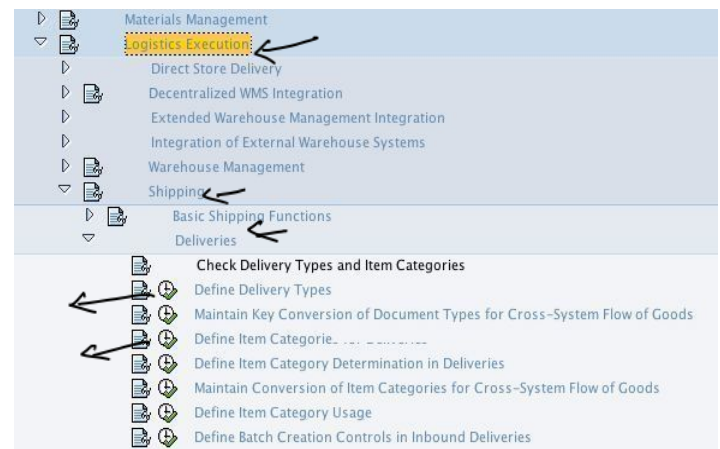 Materials Management
Logistics Execution
Direct Store Delivery
Decentralized WMS Integration
Extended Warehouse Management Integration
Integration of External Warehouse Systems
Warehouse Management
Shipping
Basic Shipping Functions
Deliveries
Check Delivery Types and Item Categories
Define Delivery Types
Maintain Key Conversion of Document Types for Cross-System Flow of Goods
Define Item Categories for Deliveries
Define Item Category Determination in Deliveries
Maintain Conversion of Item Categories for Cross-System Flow of Goods
Define Item Category Usage
Define Batch Creation Controls in Inbound Deliveries